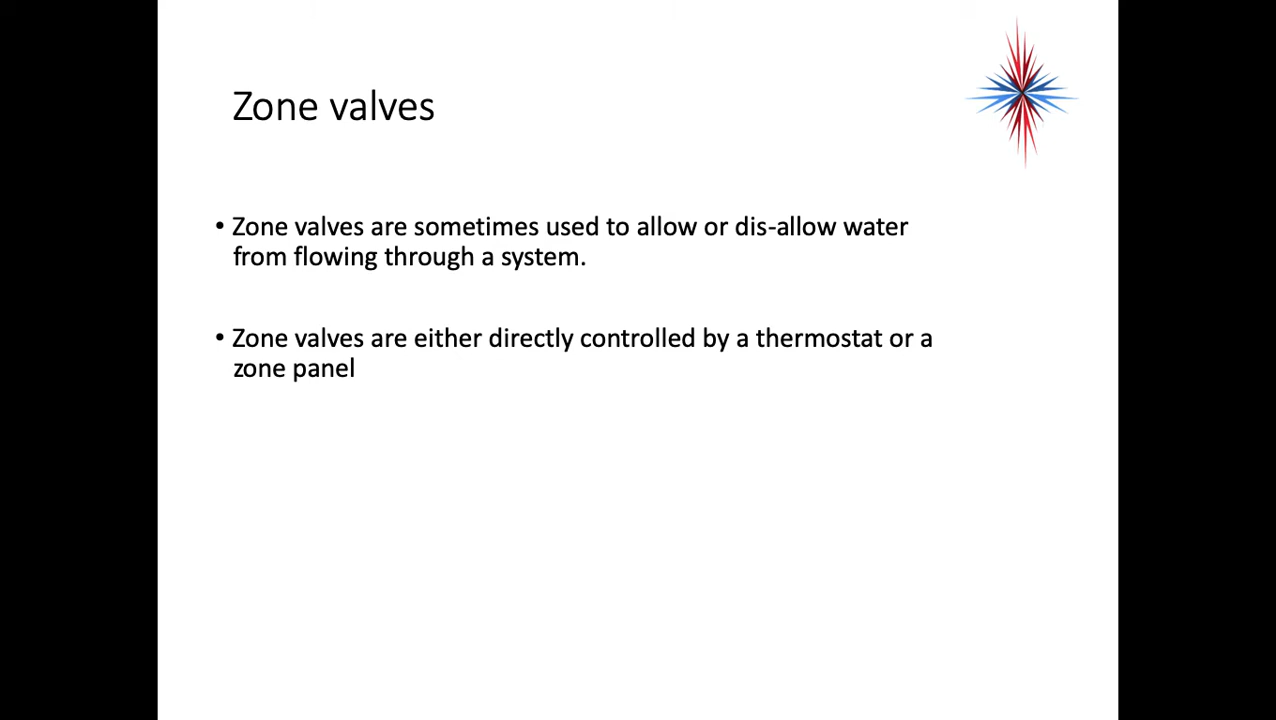 Zone valves
• Zone valves are sometimes used to allow or dis-allow water
from flowing through a system.
• Zone valves are either directly controlled by a thermostat or a
zone panel